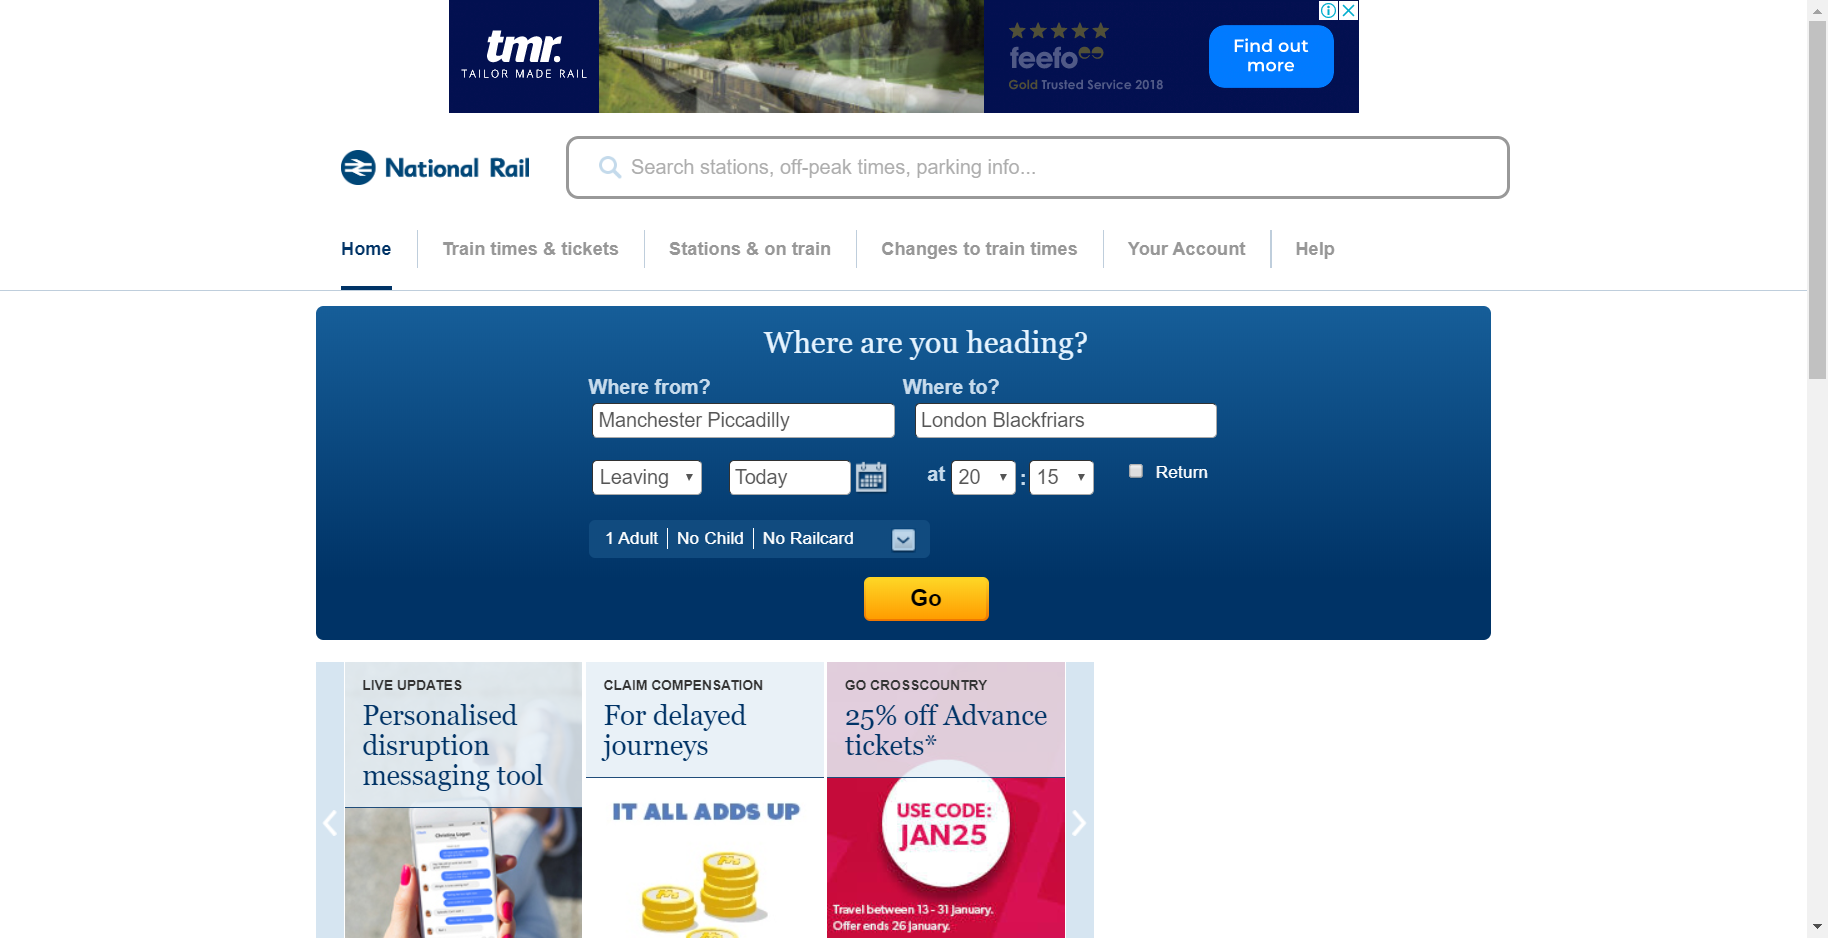 tmr.
TAILOR MADE RAIL
feefo
Gold Trusted Service 2018
Find out
more
National Rail
Search stations, off-peak times, parking info...
Home
Train times & tickets
Stations & on train
Changes to train times
Your Account
Help
Where are you heading?
Where from?
Where to?
Manchester Piccadilly
London Blackfriars
Leaving
Today
at 20 : 15
Return
1 Adult
No Child
No Railcard
Go
LIVE UPDATES
Personalised
disruption
messaging tool
CLAIM COMPENSATION
For delayed
journeys
IT ALL ADDS UP
GO CROSSCOUNTRY
25% off Advance
tickets*
USE CODE:
JAN25
Travel between 13 - 31 January.
Offer ends 26 January.